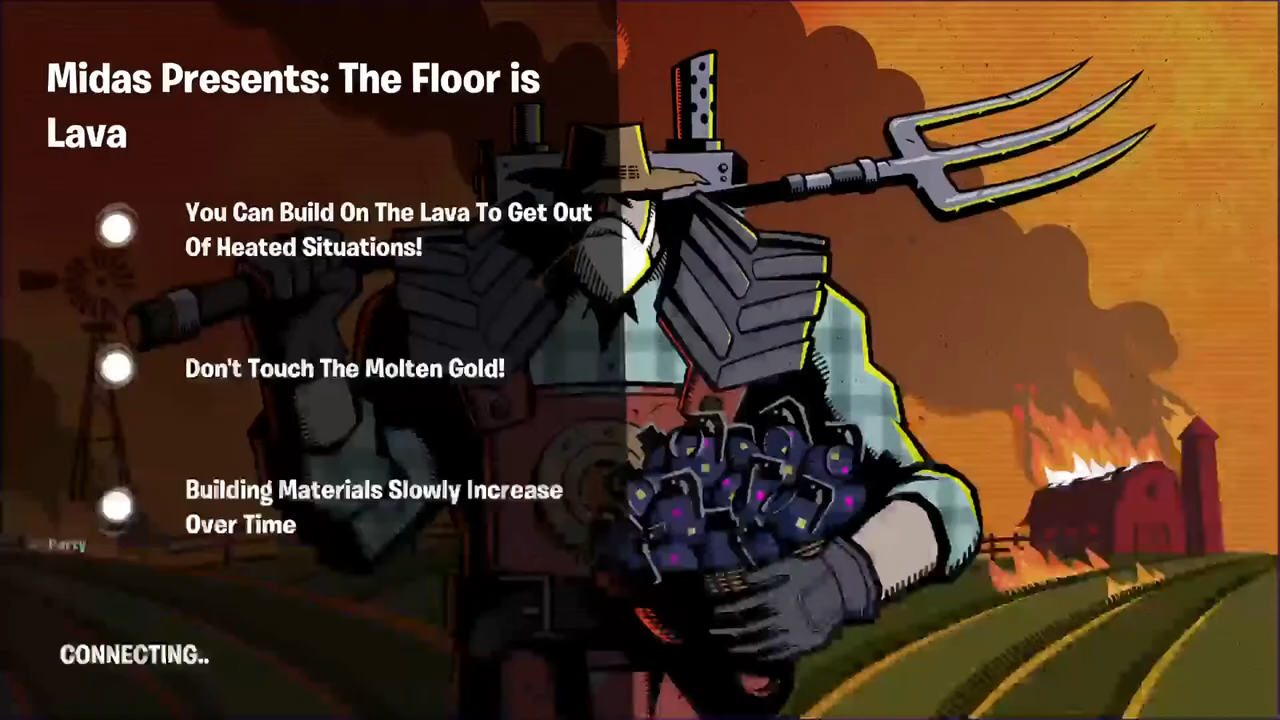 Midas Presents: The Floor is
Lava
You Can Build On The Lava To Get Out
Of Heated Situations!
Don't Touch The Molten Gold!
Building Materials Slowly Increase
Over Time
Party
CONNECTING..